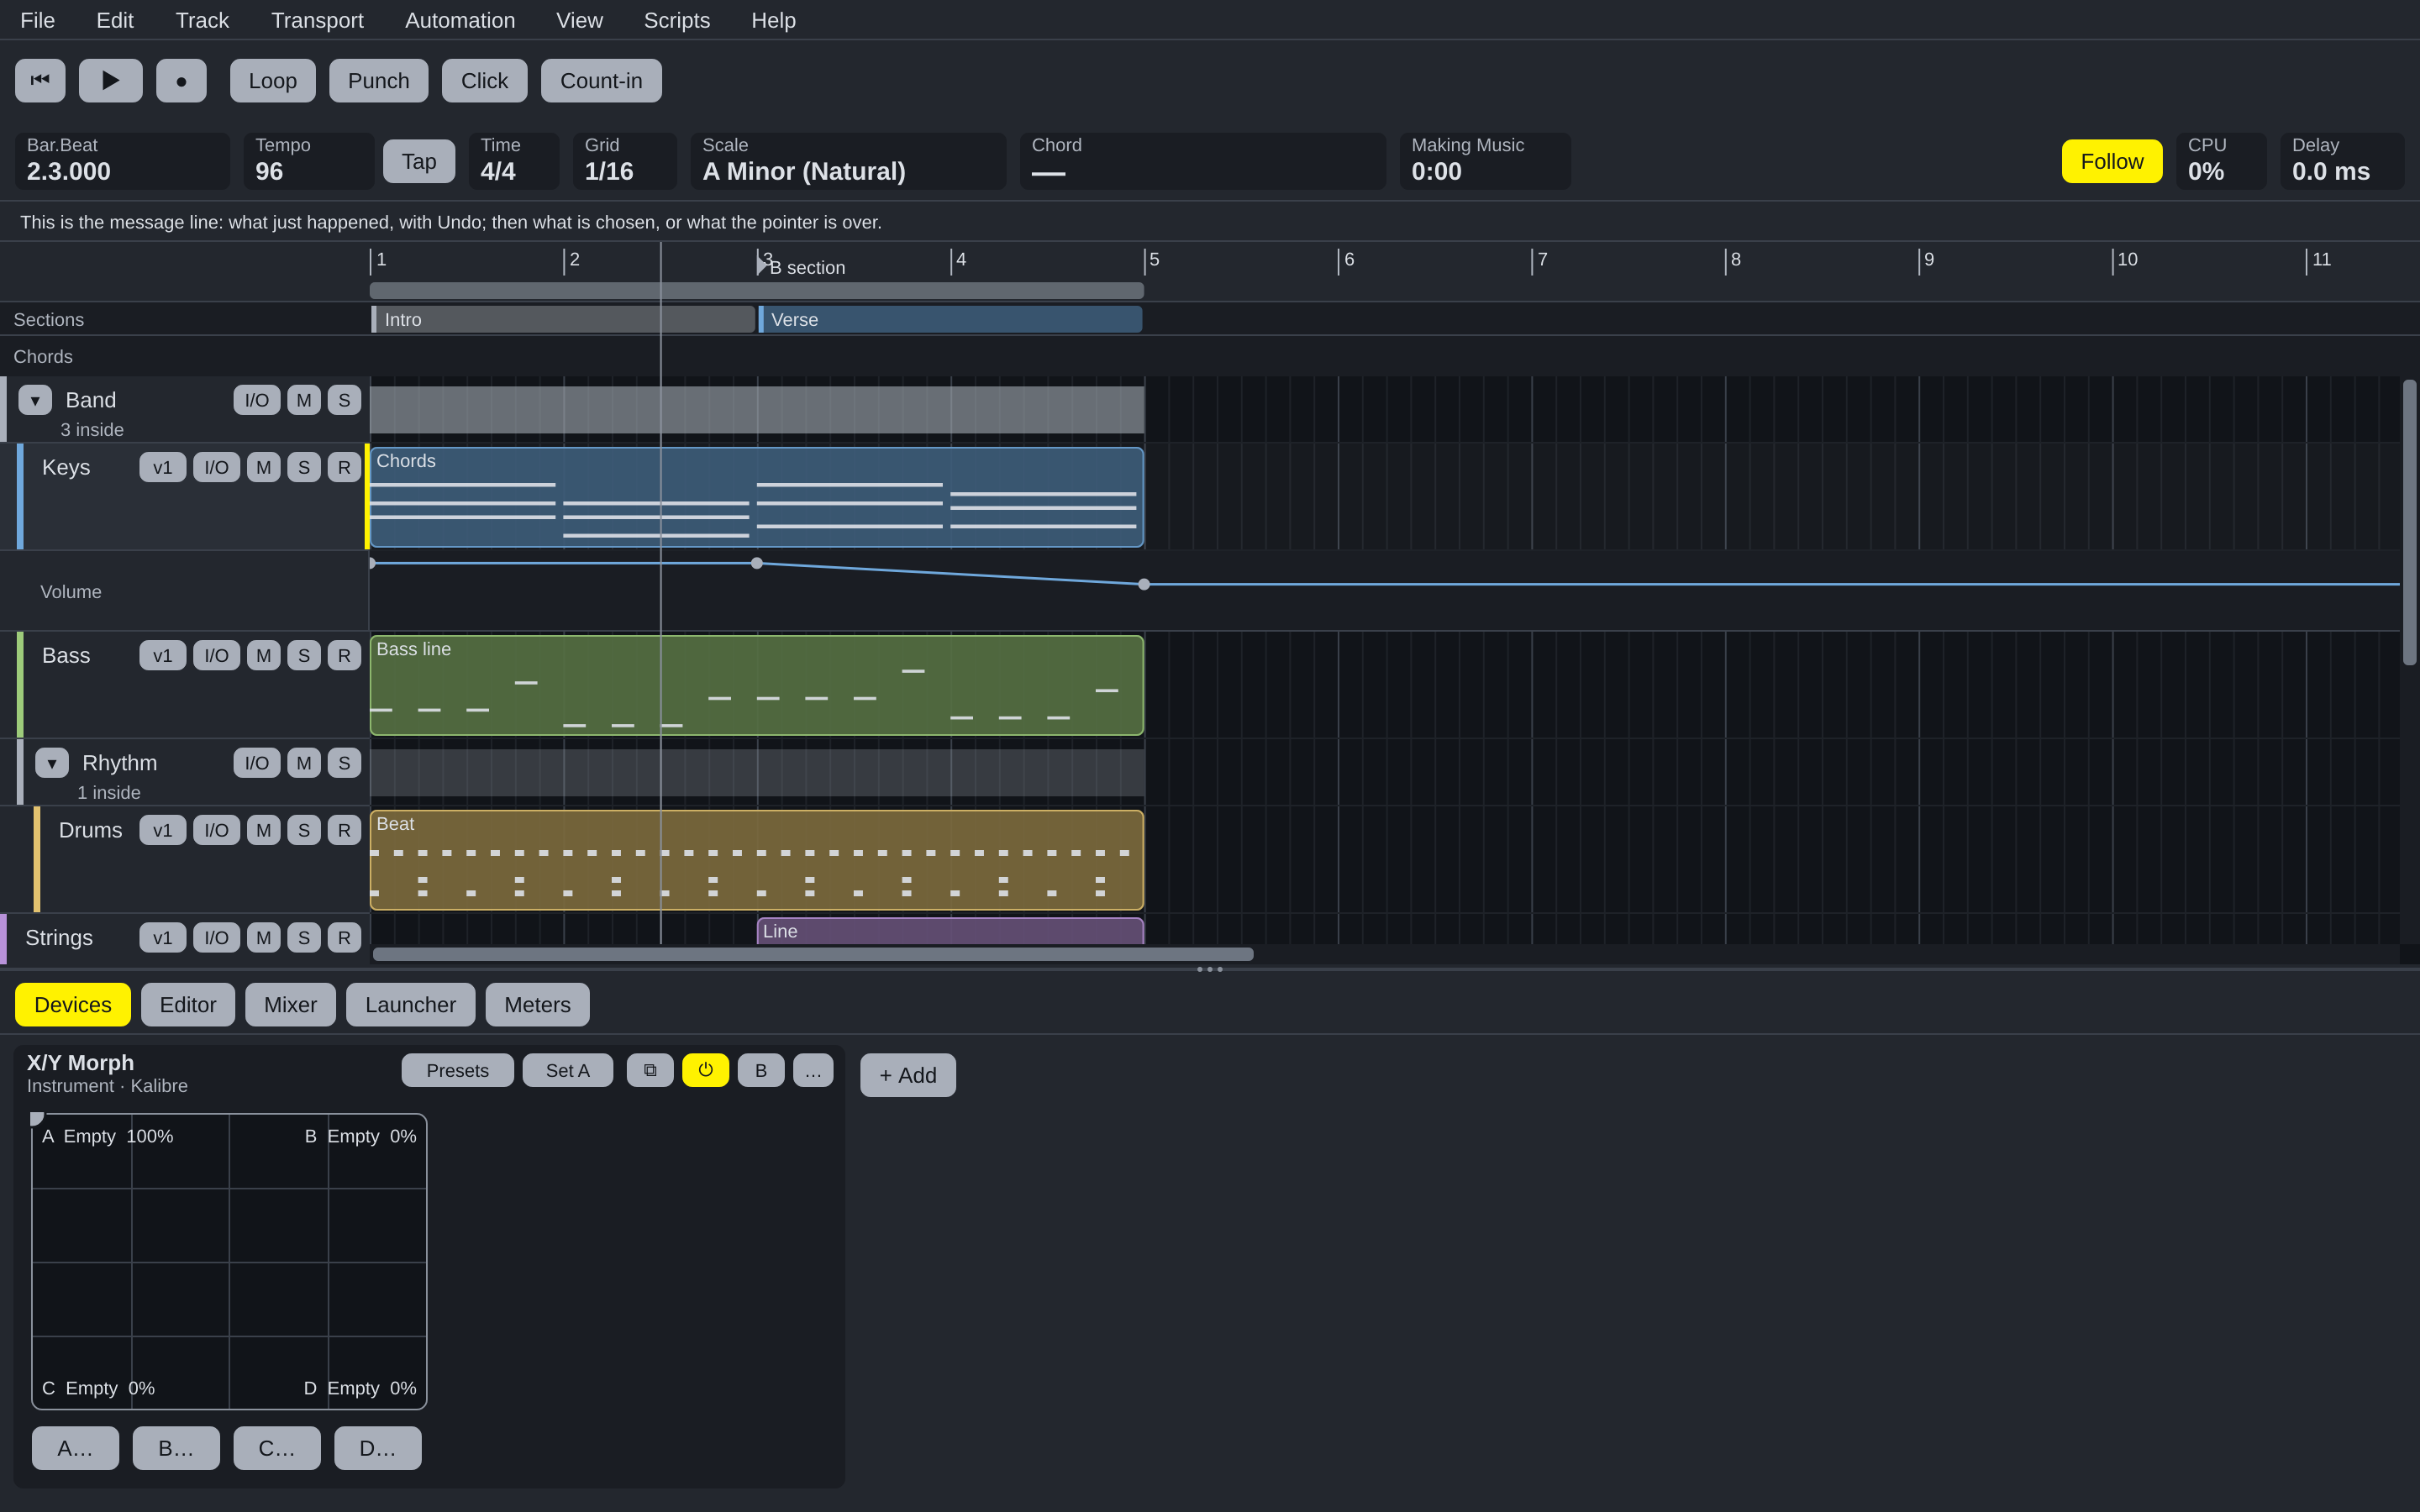 File Edit Track Transport Automation View Scripts Help
Loop Punch Click Count-in
Bar.Beat Tempo Time Grid Scale Chord Making Music CPU Delay
2.3.000 96 Tap 4/4 1/16 A Minor (Natural) — 0:00 Follow 0% 0.0 ms
This is the message line: what just happened, with Undo; then what is chosen, or what the pointer is over.
1 2 3 4 5 6 7 8 9 10 11
B section
Sections Intro Verse
Chords
Band I/O M S
3 inside
Keys v1 I/O M S R Chords
Volume
Bass v1 I/O M S R Bass line
Rhythm I/O M S
1 inside
Drums v1 I/O M S R Beat
Strings v1 I/O M S R Line
Devices Editor Mixer Launcher Meters
X/Y Morph Presets Set A B …
Instrument · Kalibre
+ Add
A Empty 100% B Empty 0%
C Empty 0% D Empty 0%
A… B… C… D…